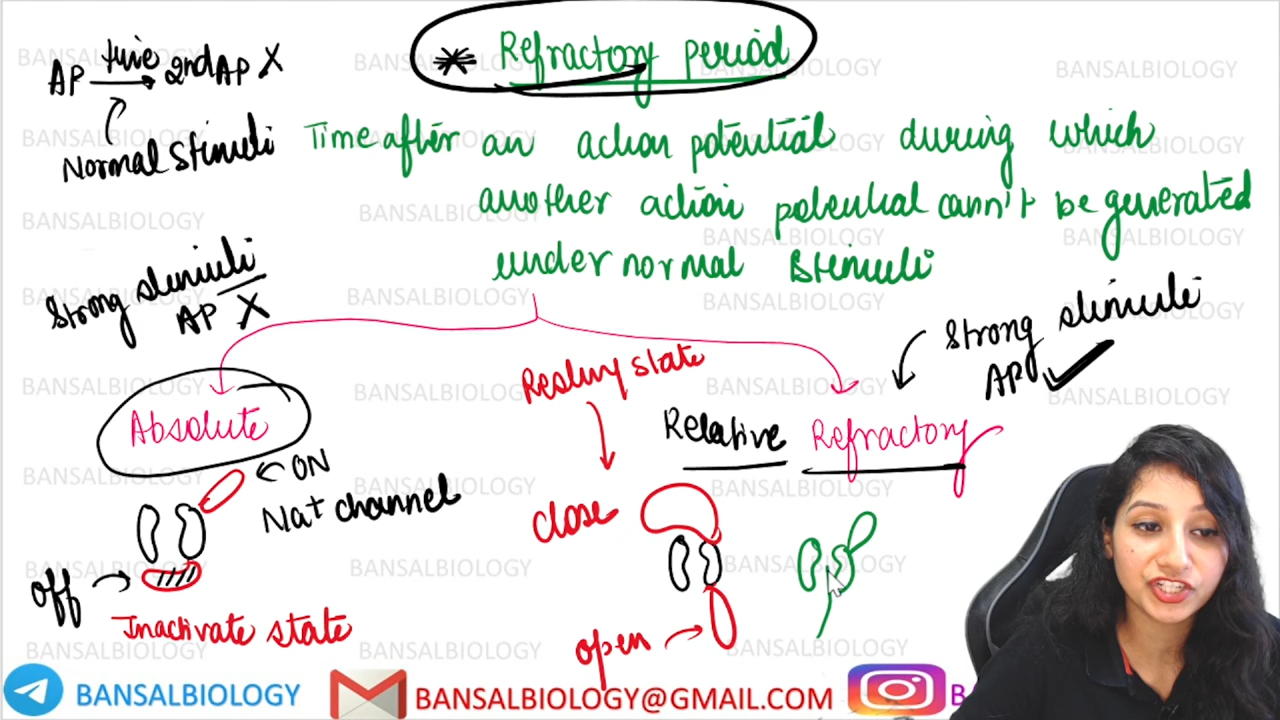 * Refractory period
AP time → 2nd AP X
Normal Stimuli
Time after an action potential during which
another action potential cann't be generated
under normal stimuli
Strong stimuli
AP X
Strong stimuli
AP ✓
Absolute
Resting state
Relative Refractory
ON
Na+ channel
close
off
Inactivate state
open
BANSALBIOLOGY
BANSALBIOLOGY@GMAIL.COM